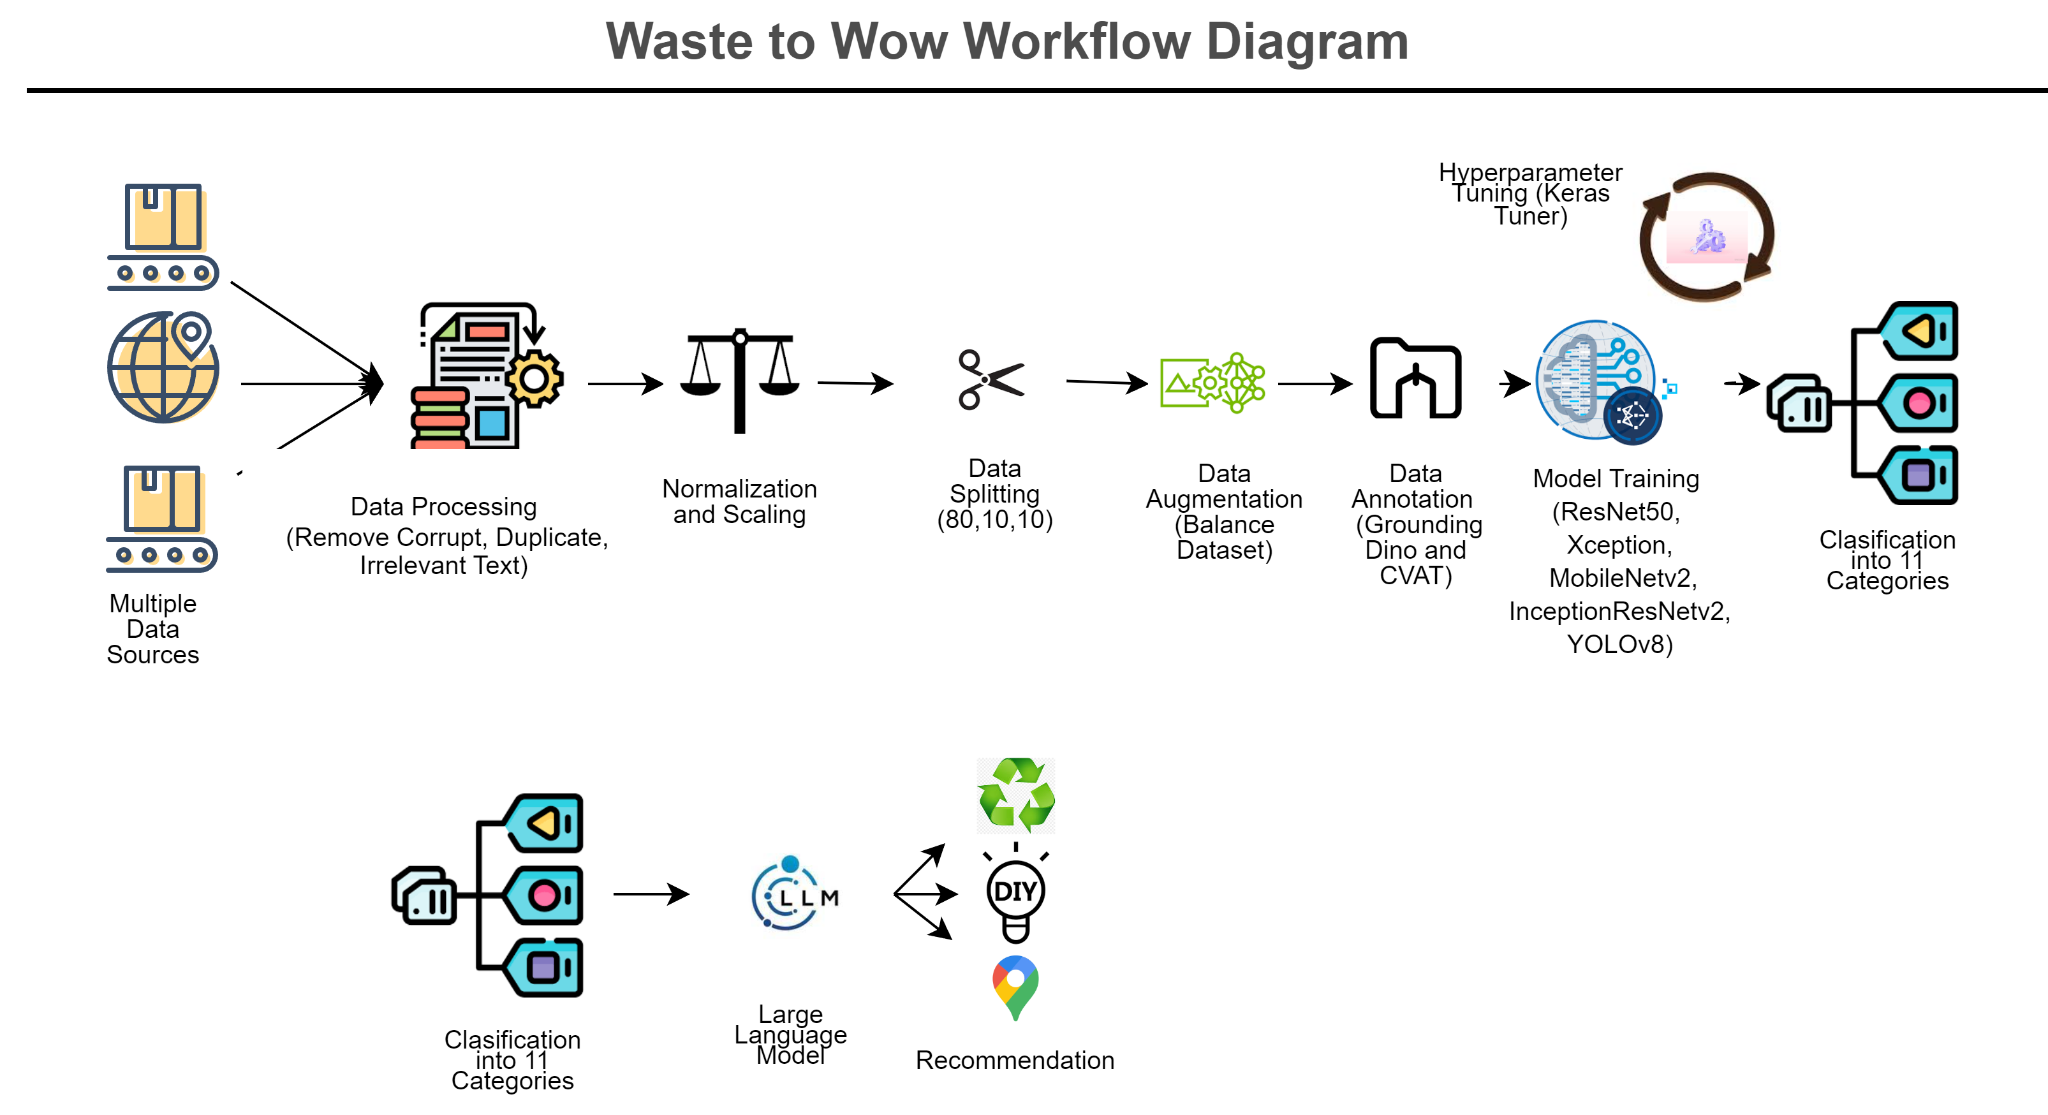 Waste to Wow Workflow Diagram
Hyperparameter
Tuning (Keras
Tuner)
Multiple
Data
Sources
Data Processing
(Remove Corrupt, Duplicate,
Irrelevant Text)
Normalization
and Scaling
Data
Splitting
(80,10,10)
Data
Augmentation
(Balance
Dataset)
Data
Annotation
(Grounding
Dino and
CVAT)
Model Training
(ResNet50,
Xception,
MobileNetv2,
InceptionResNetv2,
YOLOv8)
Clasification
into 11
Categories
Clasification
into 11
Categories
LLM
Large
Language
Model
DIY
Recommendation